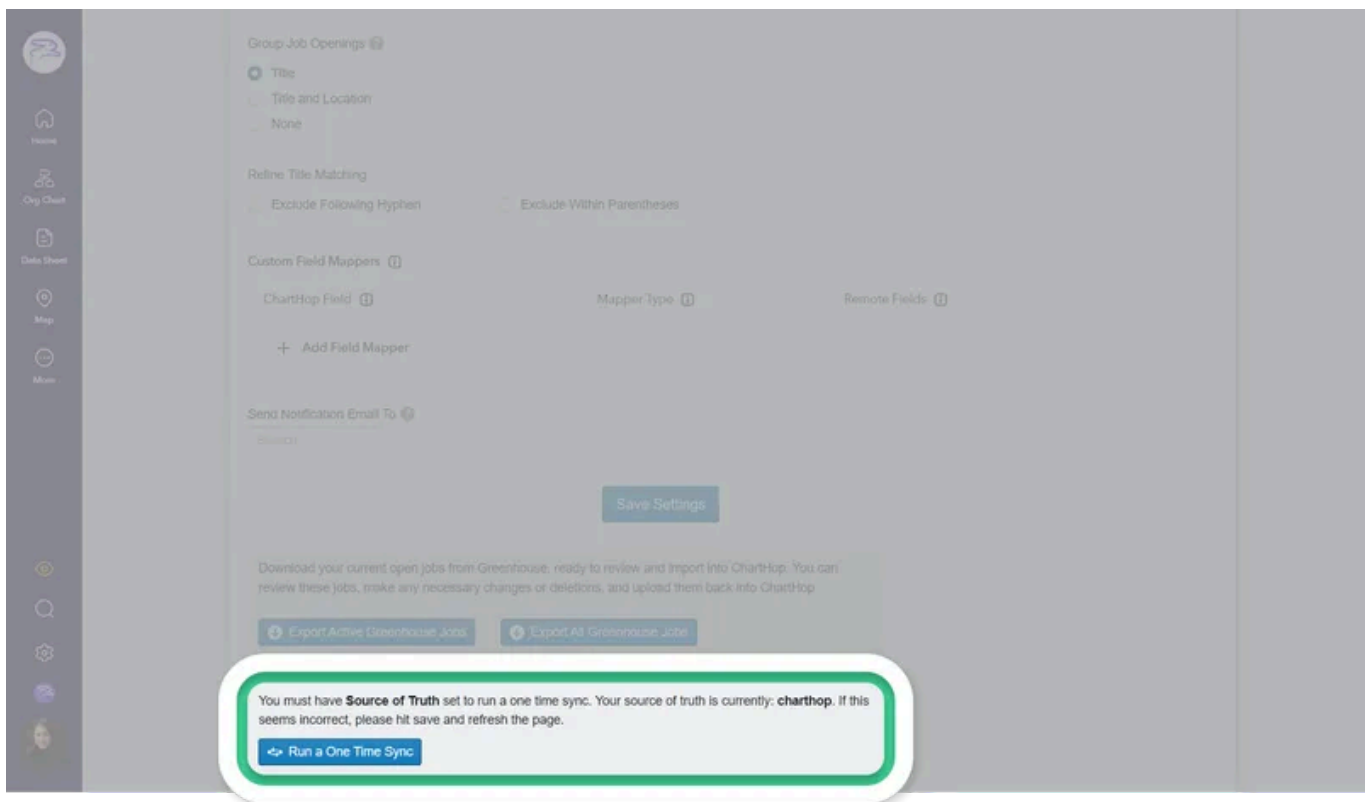 Group Job Openings
Title
Title and Location
None
Refine Title Matching
Exclude Following Hyphen
Exclude Within Parentheses
Custom Field Mappers
ChartHop Field
Mapper Type
Remote Fields
+ Add Field Mapper
Send Notification Email To
Search
Save Settings
Download your current open jobs from Greenhouse, ready to review and import into ChartHop. You can
review these jobs, make any necessary changes or deletions, and upload them back into ChartHop
Export Active Greenhouse Jobs
Export All Greenhouse Jobs
You must have Source of Truth set to run a one time sync. Your source of truth is currently: charthop. If this
seems incorrect, please hit save and refresh the page.
Run a One Time Sync
Home
Org Chart
Data Sheet
Map
More